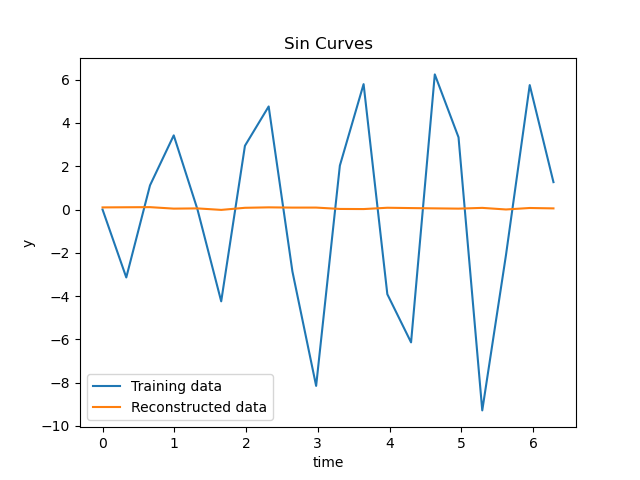 Sin Curves
6
4
2
0
−2
−4
−6
−8
−10
y
Training data
Reconstructed data
0 1 2 3 4 5 6
time